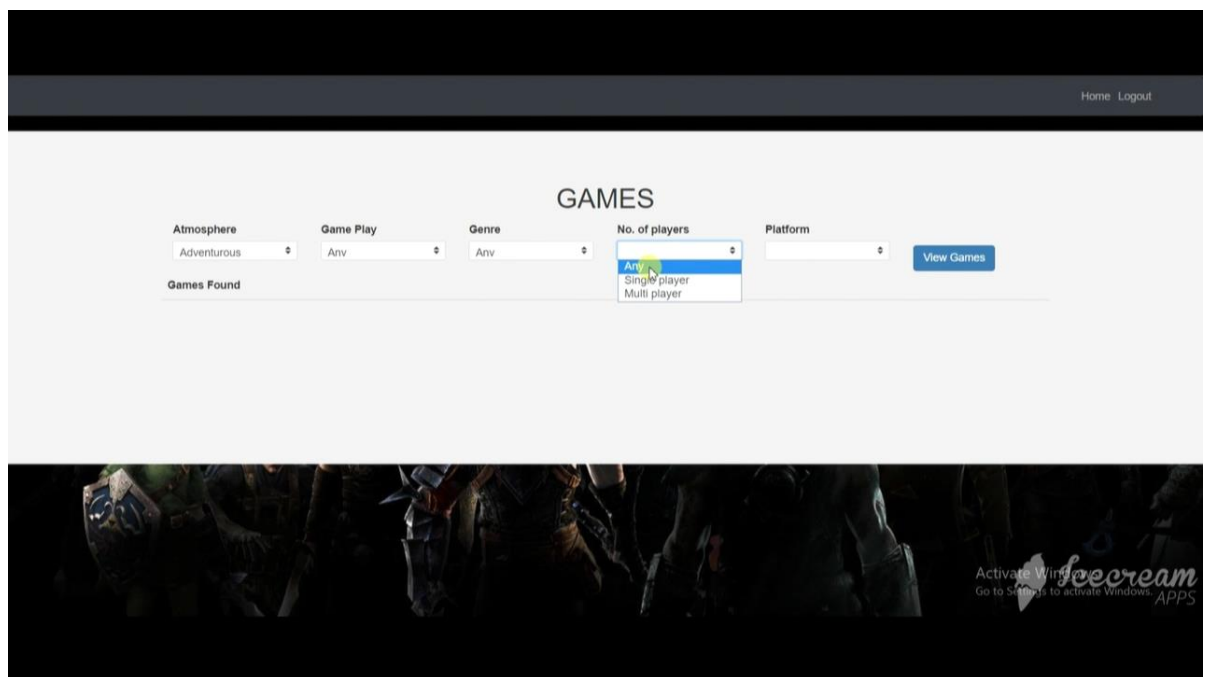 Home Logout
GAMES
Atmosphere Game Play Genre No. of players Platform
Adventurous Any Any
View Games
Any
Single player
Multi player
Games Found
Activate Windows
Go to Settings to activate Windows.
Icecream
APPS